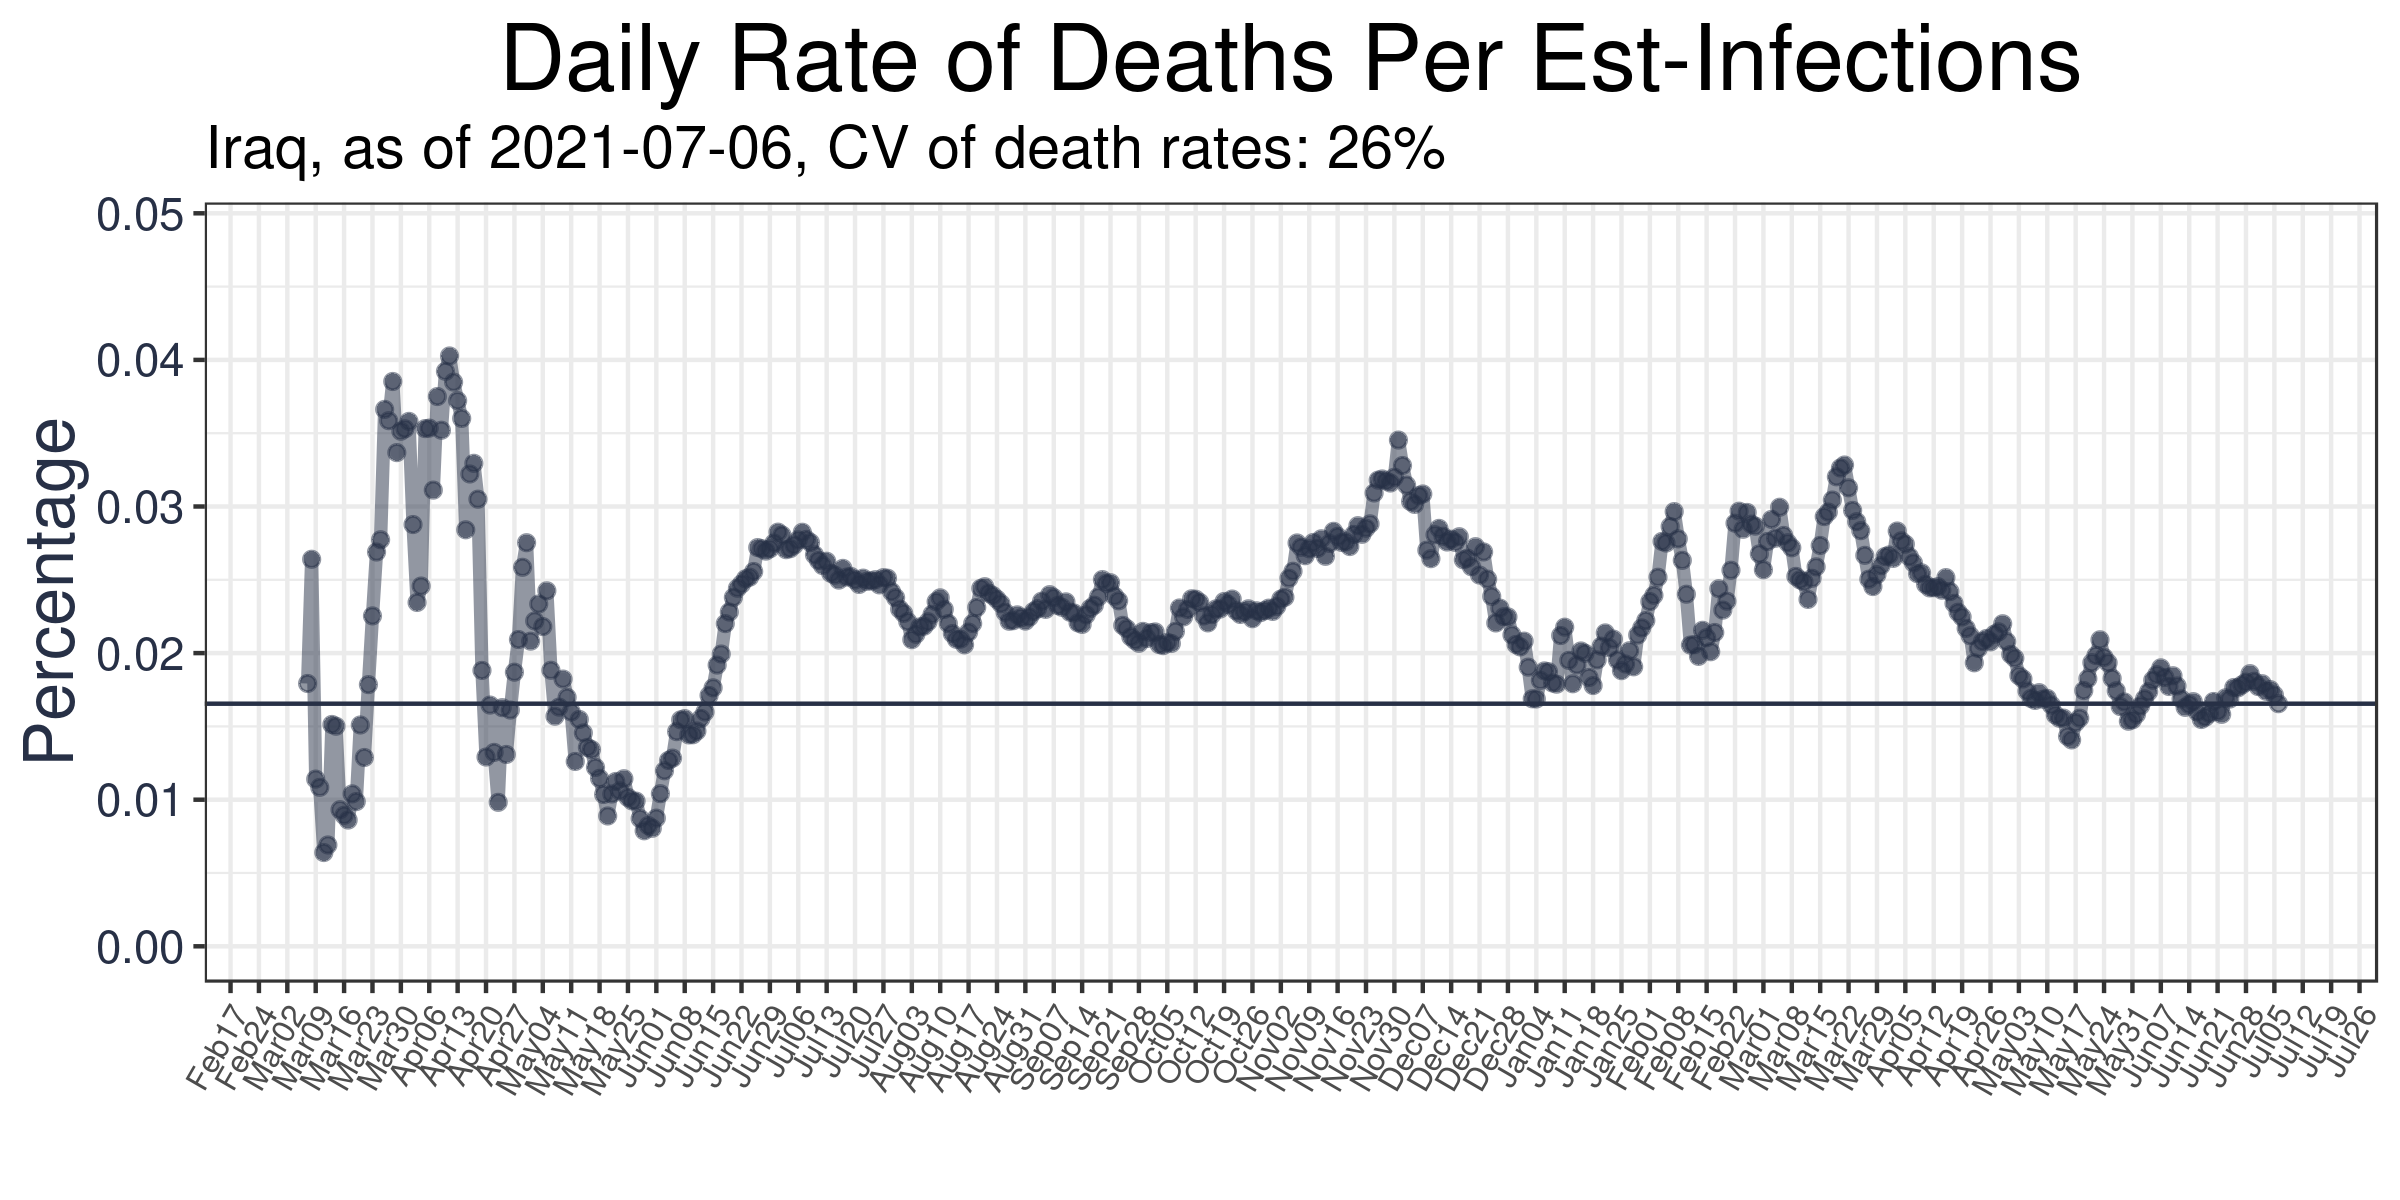 Daily Rate of Deaths Per Est-Infections
Iraq, as of 2021-07-06, CV of death rates: 26%
Percentage
0.05
0.04
0.03
0.02
0.01
0.00
Feb17
Feb24
Mar02
Mar09
Mar16
Mar23
Mar30
Apr06
Apr13
Apr20
Apr27
May04
May11
May18
May25
Jun01
Jun08
Jun15
Jun22
Jun29
Jul06
Jul13
Jul20
Jul27
Aug03
Aug10
Aug17
Aug24
Aug31
Sep07
Sep14
Sep21
Sep28
Oct05
Oct12
Oct19
Oct26
Nov02
Nov09
Nov16
Nov23
Nov30
Dec07
Dec14
Dec21
Dec28
Jan04
Jan11
Jan18
Jan25
Feb01
Feb08
Feb15
Feb22
Mar01
Mar08
Mar15
Mar22
Mar29
Apr05
Apr12
Apr19
Apr26
May03
May10
May17
May24
May31
Jun07
Jun14
Jun21
Jun28
Jul05
Jul12
Jul19
Jul26